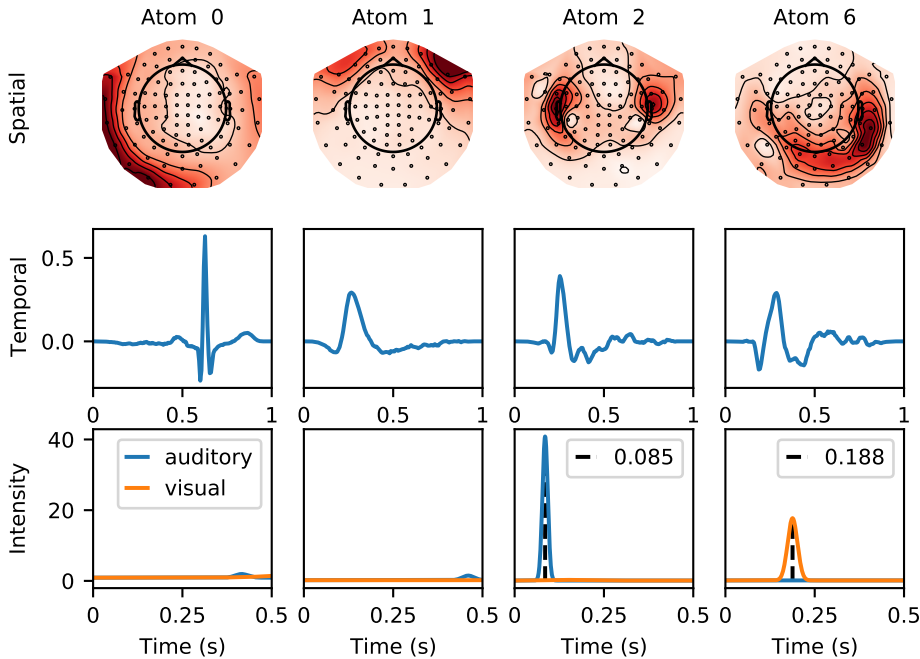 Atom 0 Atom 1 Atom 2 Atom 6
Spatial
Temporal
0.5
0.0
0 0.5 1 0 0.5 1 0 0.5 1 0 0.5 1
Intensity
40
20
0
auditory
visual
0.085
0.188
0 0.25 0.5 0 0.25 0.5 0 0.25 0.5 0 0.25 0.5
Time (s) Time (s) Time (s) Time (s)